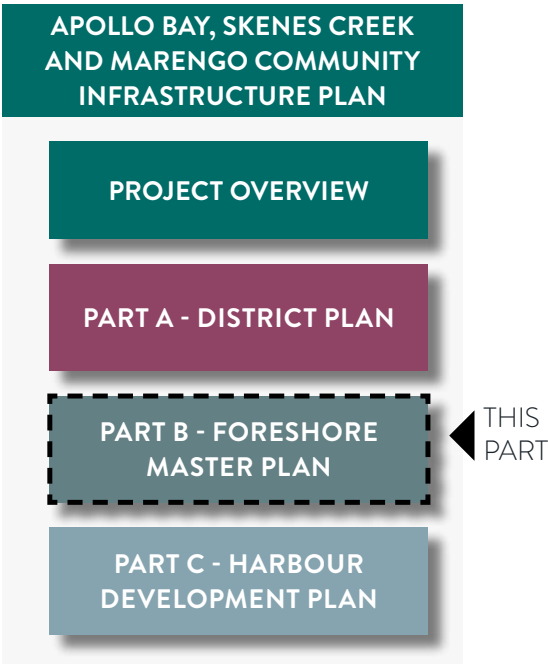 APOLLO BAY, SKENES CREEK
AND MARENGO COMMUNITY
INFRASTRUCTURE PLAN
PROJECT OVERVIEW
PART A - DISTRICT PLAN
PART B - FORESHORE
MASTER PLAN
THIS
PART
PART C - HARBOUR
DEVELOPMENT PLAN